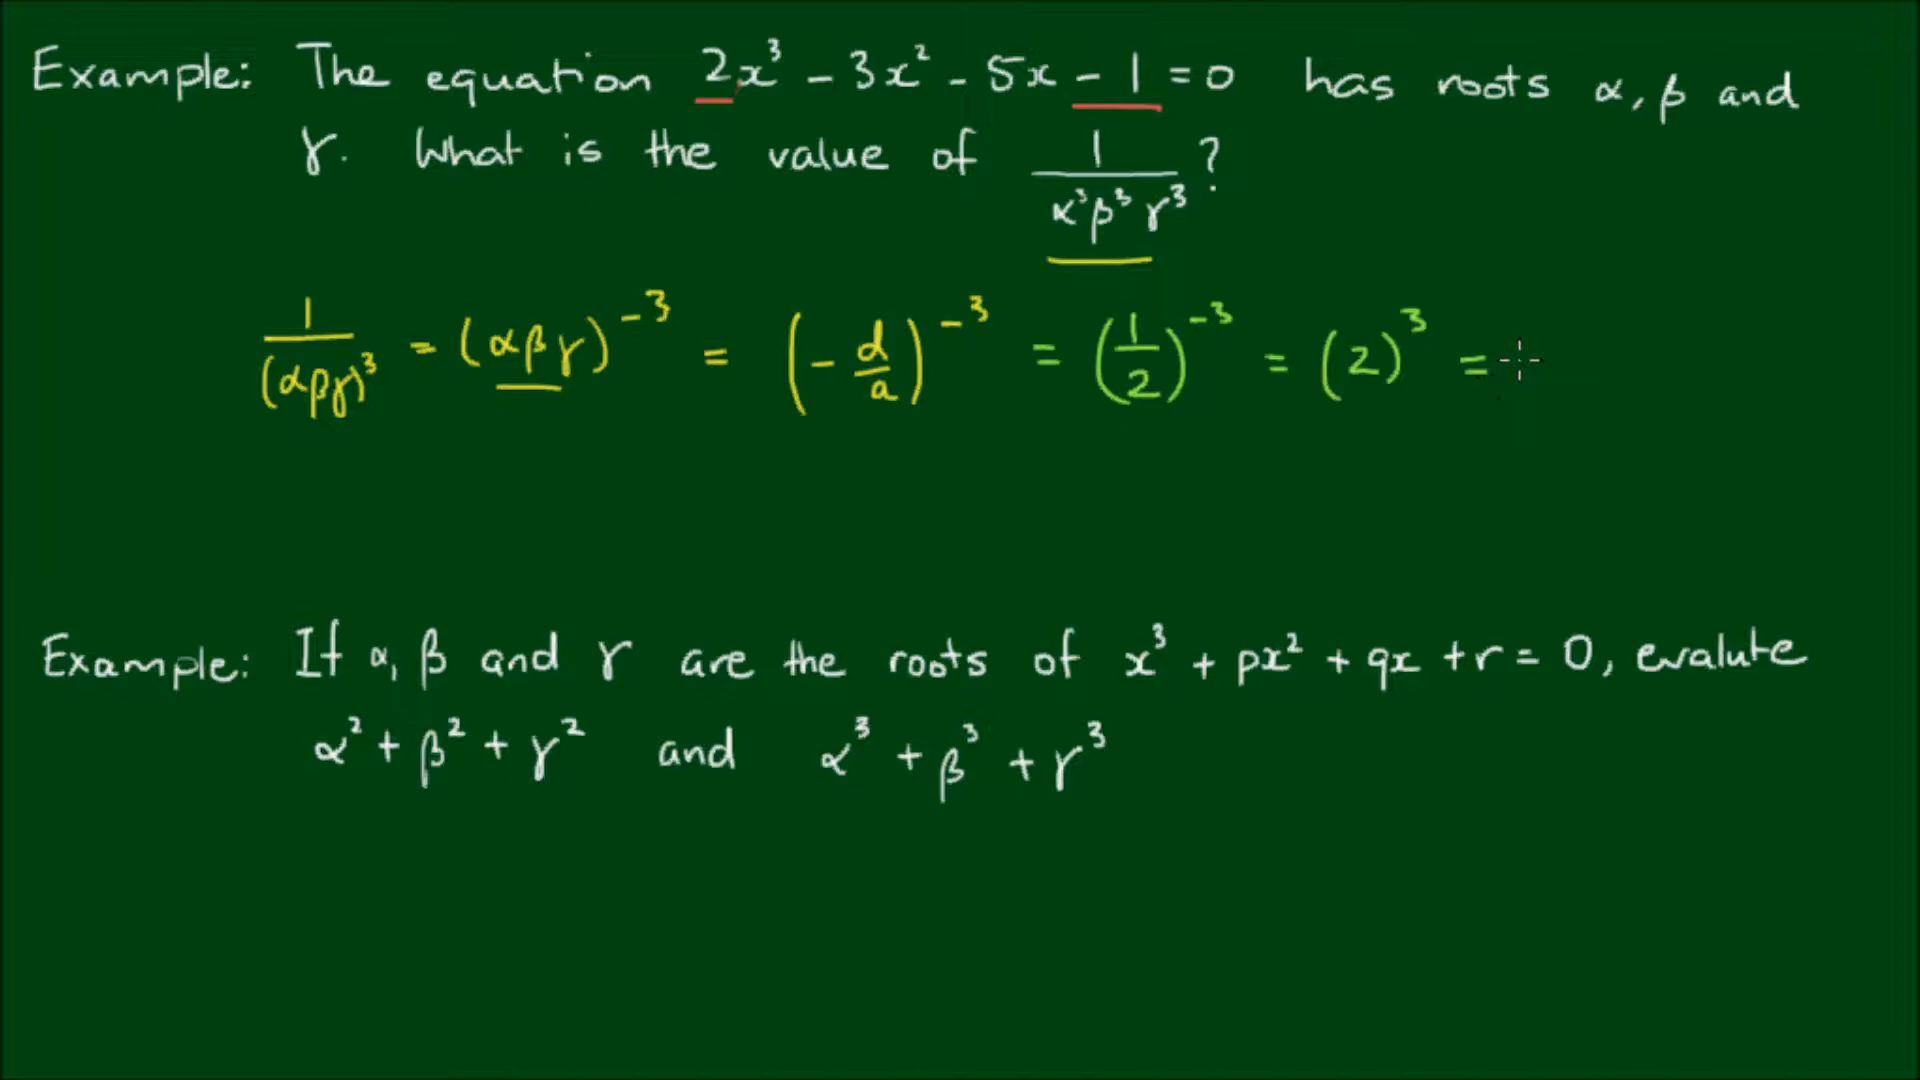 Example: The equation 2x³ - 3x² - 5x - 1 = 0 has roots α, β and
γ. What is the value of 1/(α³β³γ³) ?
1/(αβγ)³ = (αβγ)⁻³ = (-d/a)⁻³ = (1/2)⁻³ = (2)³ =
Example: If α, β and γ are the roots of x³ + px² + qx + r = 0, evalute
α² + β² + γ² and α³ + β³ + γ³